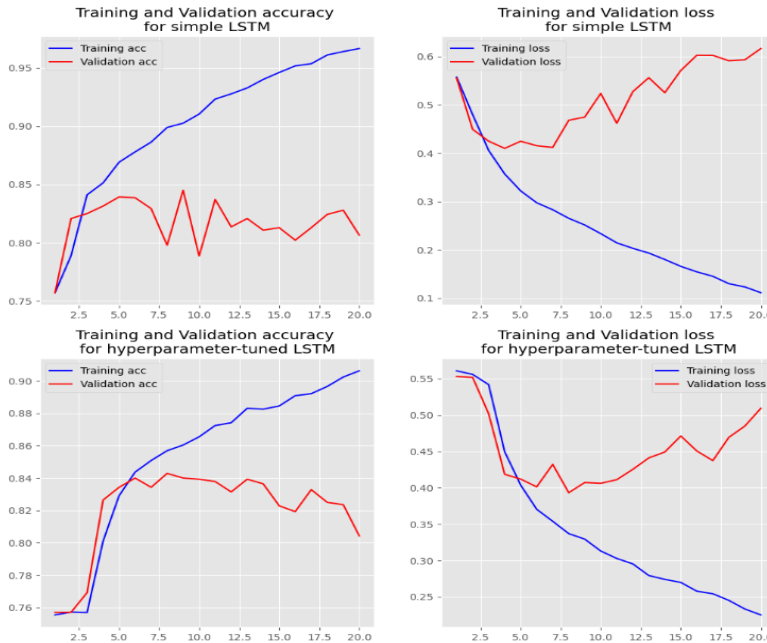 Training and Validation accuracy
for simple LSTM
Training acc
Validation acc
0.95
0.90
0.85
0.80
0.75
2.5 5.0 7.5 10.0 12.5 15.0 17.5 20.0
Training and Validation loss
for simple LSTM
Training loss
Validation loss
0.6
0.5
0.4
0.3
0.2
0.1
2.5 5.0 7.5 10.0 12.5 15.0 17.5 20.0
Training and Validation accuracy
for hyperparameter-tuned LSTM
Training acc
Validation acc
0.90
0.88
0.86
0.84
0.82
0.80
0.78
0.76
2.5 5.0 7.5 10.0 12.5 15.0 17.5 20.0
Training and Validation loss
for hyperparameter-tuned LSTM
Training loss
Validation loss
0.55
0.50
0.45
0.40
0.35
0.30
0.25
2.5 5.0 7.5 10.0 12.5 15.0 17.5 20.0